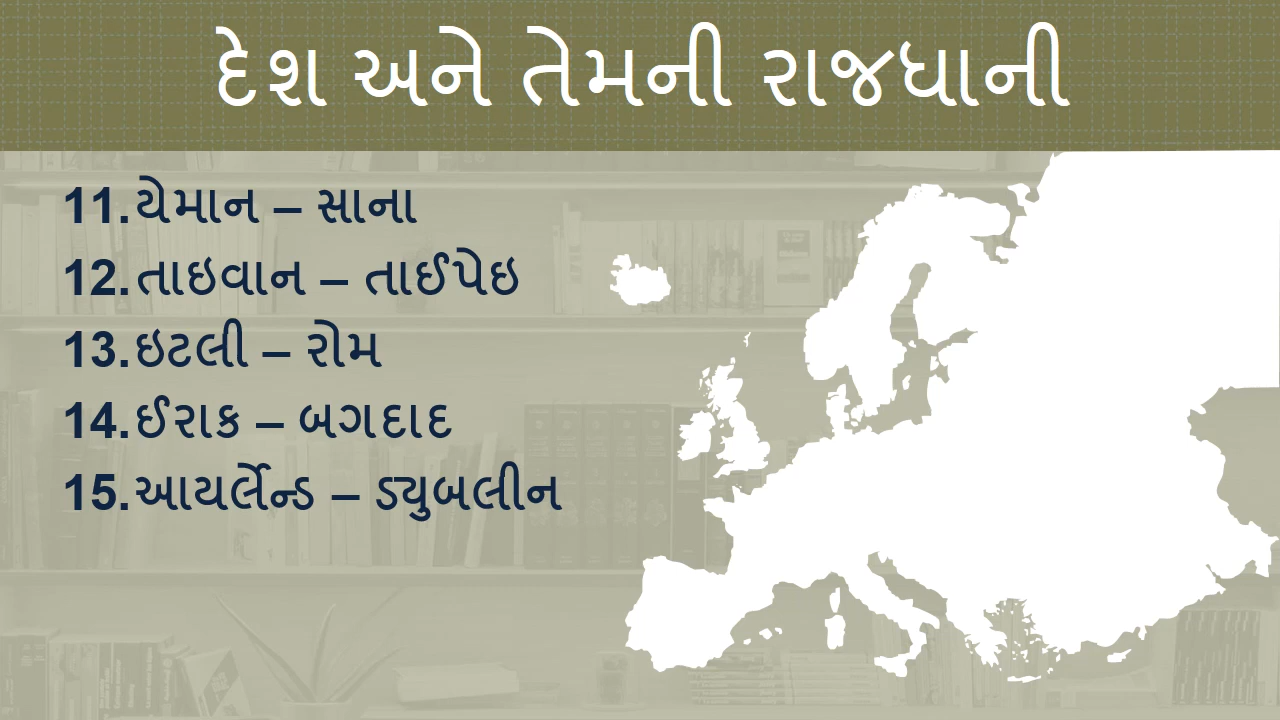 દેશ અને તેમની રાજધાની
11.યેમાન – સાના
12.તાઇવાન – તાઈપેઇ
13.ઇટલી – રોમ
14.ઈરાક – બગદાદ
15.આયર્લેન્ડ – ડ્યુબલીન